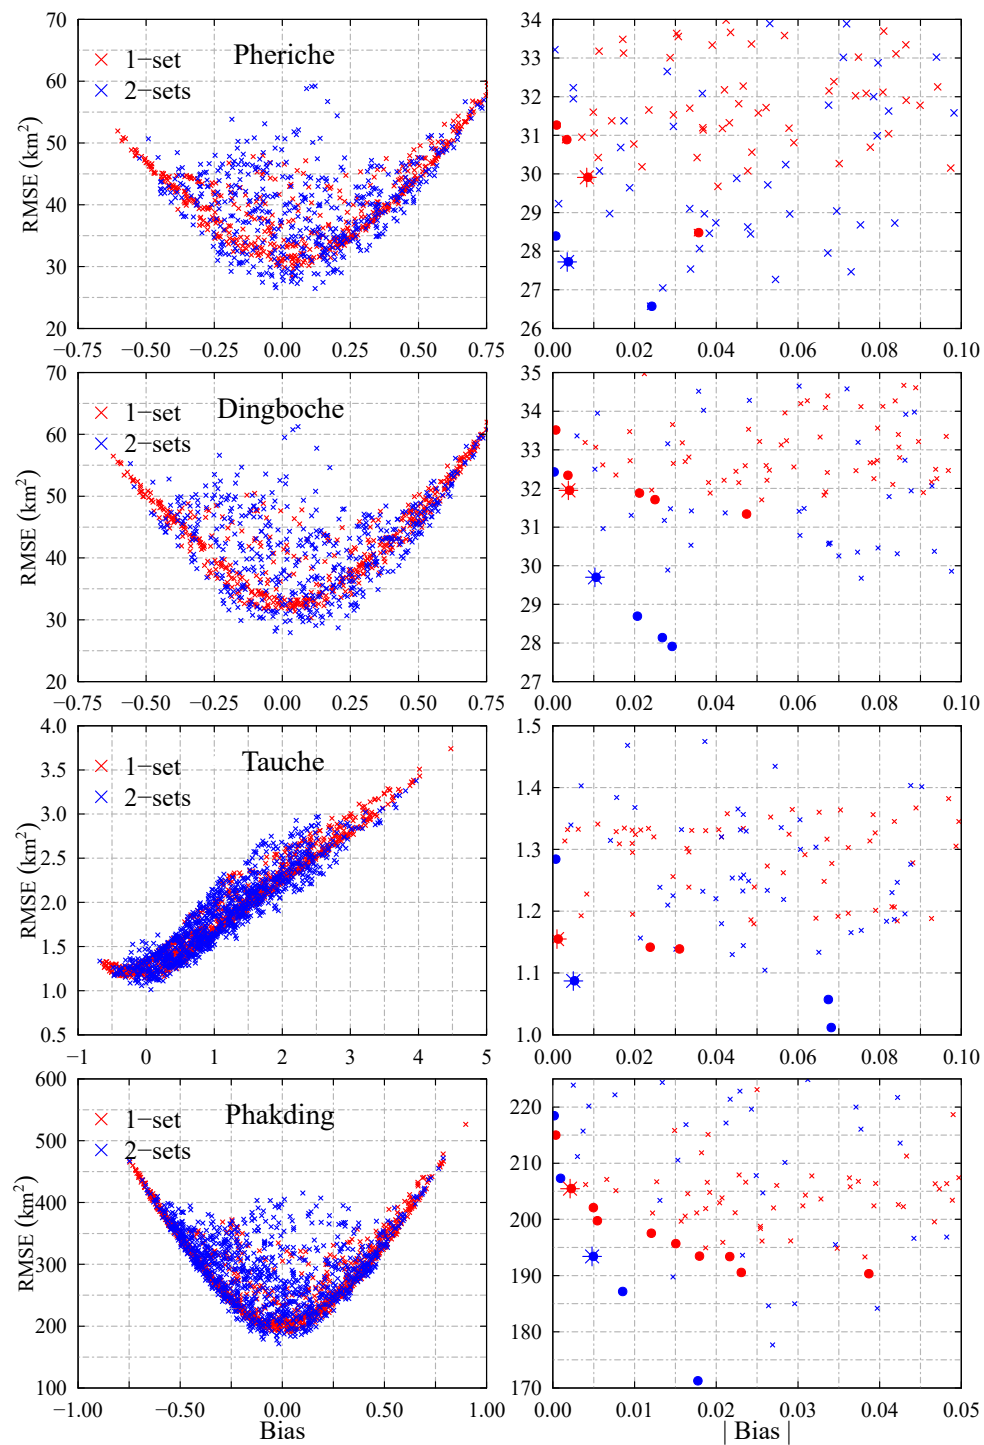 70
60
50
40
30
20
RMSE (km²)
Pheriche
1−set
2−sets
−0.75 −0.50 −0.25 0.00 0.25 0.50 0.75
34
33
32
31
30
29
28
27
26
0.00 0.02 0.04 0.06 0.08 0.10
70
60
50
40
30
20
RMSE (km²)
Dingboche
1−set
2−sets
−0.75 −0.50 −0.25 0.00 0.25 0.50 0.75
35
34
33
32
31
30
29
28
27
0.00 0.02 0.04 0.06 0.08 0.10
4.0
3.5
3.0
2.5
2.0
1.5
1.0
0.5
RMSE (km²)
Tauche
1−set
2−sets
−1 0 1 2 3 4 5
1.5
1.4
1.3
1.2
1.1
1.0
0.00 0.02 0.04 0.06 0.08 0.10
600
500
400
300
200
100
RMSE (km²)
Phakding
1−set
2−sets
−1.00 −0.50 0.00 0.50 1.00
Bias
220
210
200
190
180
170
0.00 0.01 0.02 0.03 0.04 0.05
| Bias |